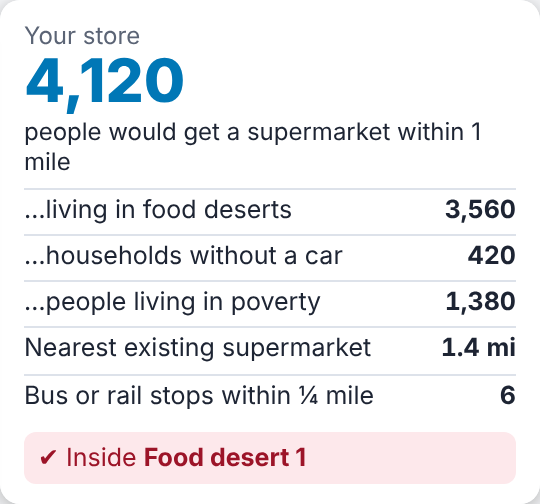 Your store
4,120
people would get a supermarket within 1
mile
...living in food deserts 3,560
...households without a car 420
...people living in poverty 1,380
Nearest existing supermarket 1.4 mi
Bus or rail stops within ¼ mile 6
✔ Inside Food desert 1